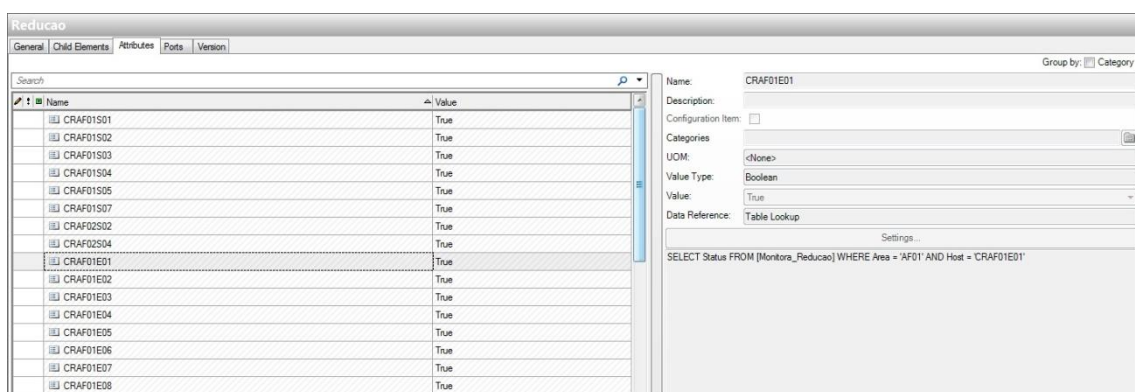 Reducao
General Child Elements Attributes Ports Version
Group by: Category
Search
Name Value
CRAF01S01 True
CRAF01S02 True
CRAF01S03 True
CRAF01S04 True
CRAF01S05 True
CRAF01S07 True
CRAF02S02 True
CRAF02S04 True
CRAF01E01 True
CRAF01E02 True
CRAF01E03 True
CRAF01E04 True
CRAF01E05 True
CRAF01E06 True
CRAF01E07 True
CRAF01E08 True
Name: CRAF01E01
Description:
Configuration Item:
Categories
UOM: <None>
Value Type: Boolean
Value: True
Data Reference: Table Lookup
Settings...
SELECT Status FROM [Monitora_Reducao] WHERE Area = 'AF01' AND Host = 'CRAF01E01'